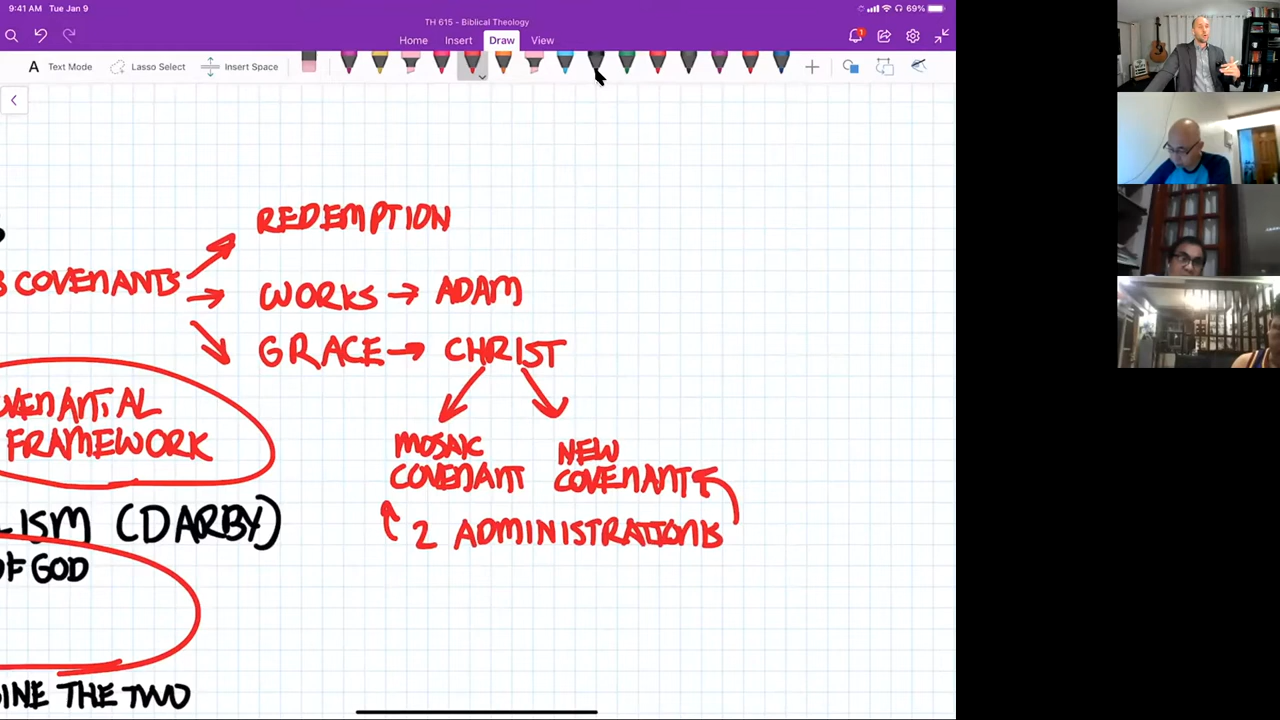 9:41 AM Tue Jan 9
69%
TH 615 - Biblical Theology
Home Insert Draw View
1
A Text Mode Lasso Select Insert Space
REDEMPTION
3 COVENANTS
WORKS → ADAM
GRACE → CHRIST
OVENANTIAL
FRAMEWORK
MOSAIC
COVENANT
NEW
COVENANT
2 ADMINISTRATIONS
LISM (DARBY)
OF GOD
INE THE TWO